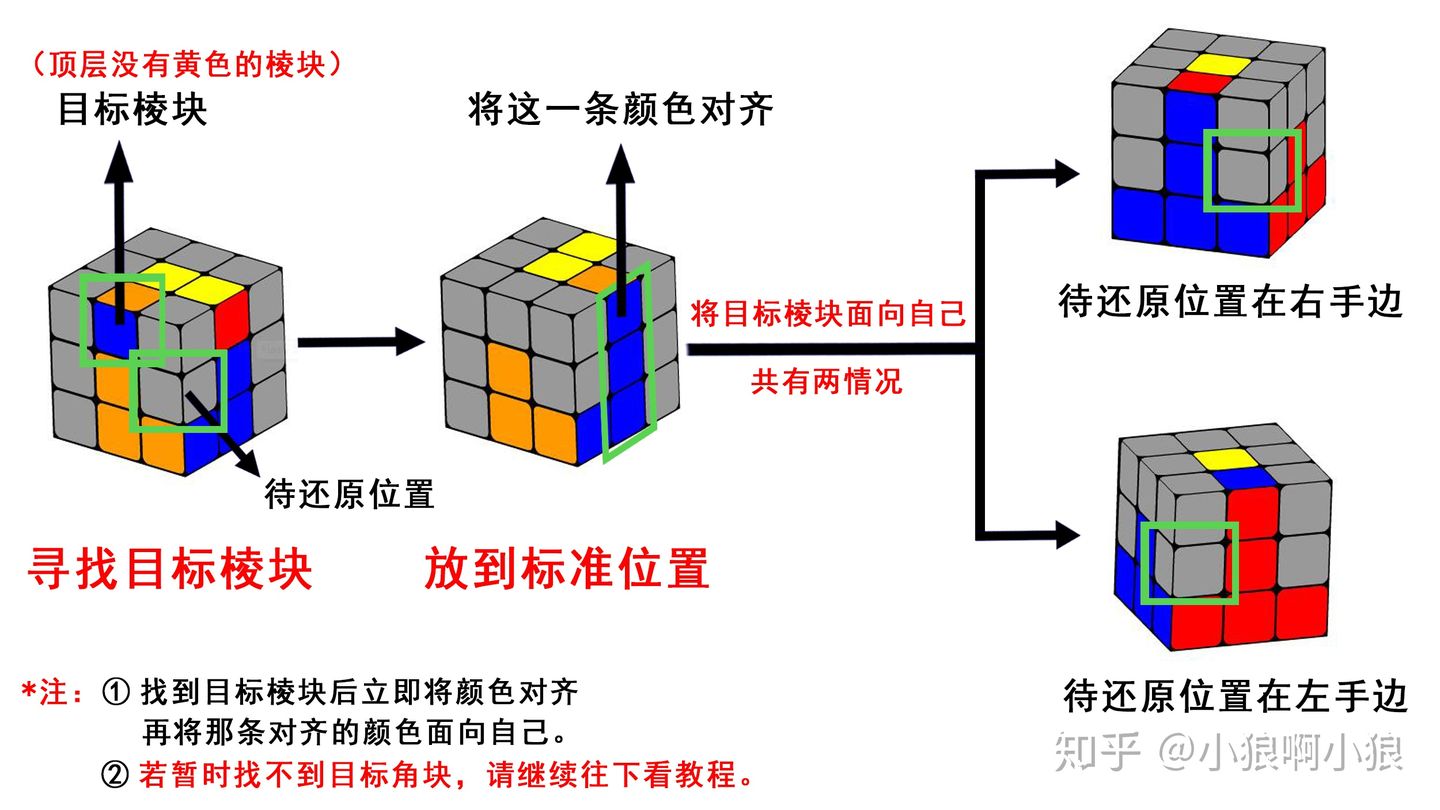 （顶层没有黄色的棱块）
目标棱块
将这一条颜色对齐
待还原位置在右手边
将目标棱块面向自己
共有两情况
待还原位置
寻找目标棱块
放到标准位置
待还原位置在左手边
*注：① 找到目标棱块后立即将颜色对齐
再将那条对齐的颜色面向自己。
② 若暂时找不到目标角块，请继续往下看教程。
知乎 @小狼啊小狼